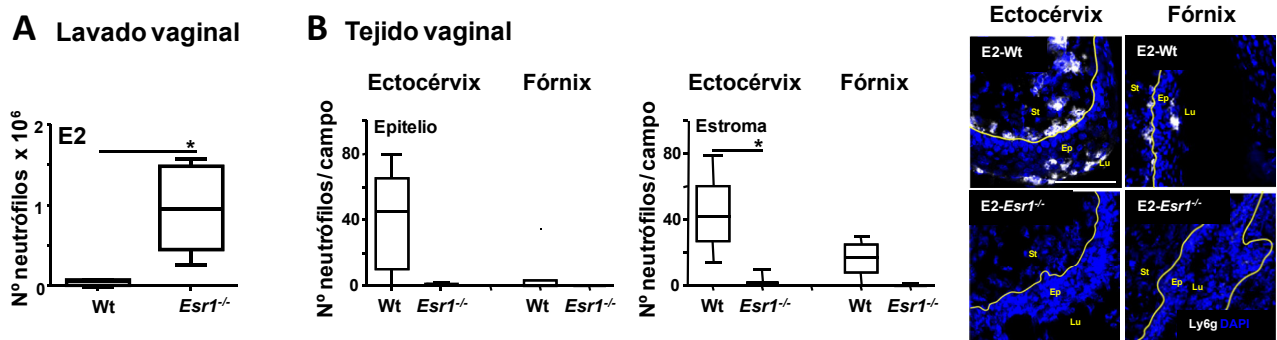 A Lavado vaginal
E2
Nº neutrófilos x 10⁶
2
1
0
*
Wt Esr1-/-
B Tejido vaginal
Ectocérvix Fórnix
Epitelio
Nº neutrófilos/ campo
80
40
0
Wt Esr1-/- Wt Esr1-/-
Ectocérvix Fórnix
Estroma
Nº neutrófilos/ campo
80
40
0
*
Wt Esr1-/- Wt Esr1-/-
Ectocérvix Fórnix
E2-Wt
St
Ep
Lu
E2-Wt
St Ep Lu
E2-Esr1-/-
St
Ep
Lu
E2-Esr1-/-
St Ep Lu
Ly6g DAPI